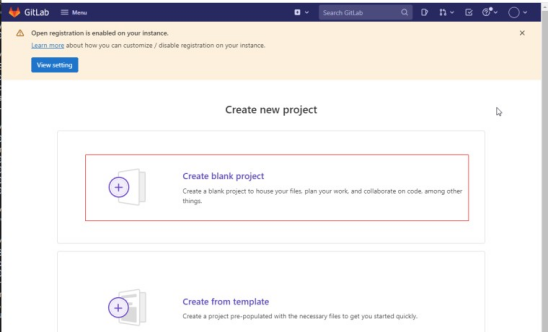 GitLab
Menu
Search GitLab
Open registration is enabled on your instance.
Learn more about how you can customize / disable registration on your instance.
View setting
Create new project
Create blank project
Create a blank project to house your files, plan your work, and collaborate on code, among other
things.
Create from template
Create a project pre-populated with the necessary files to get you started quickly.